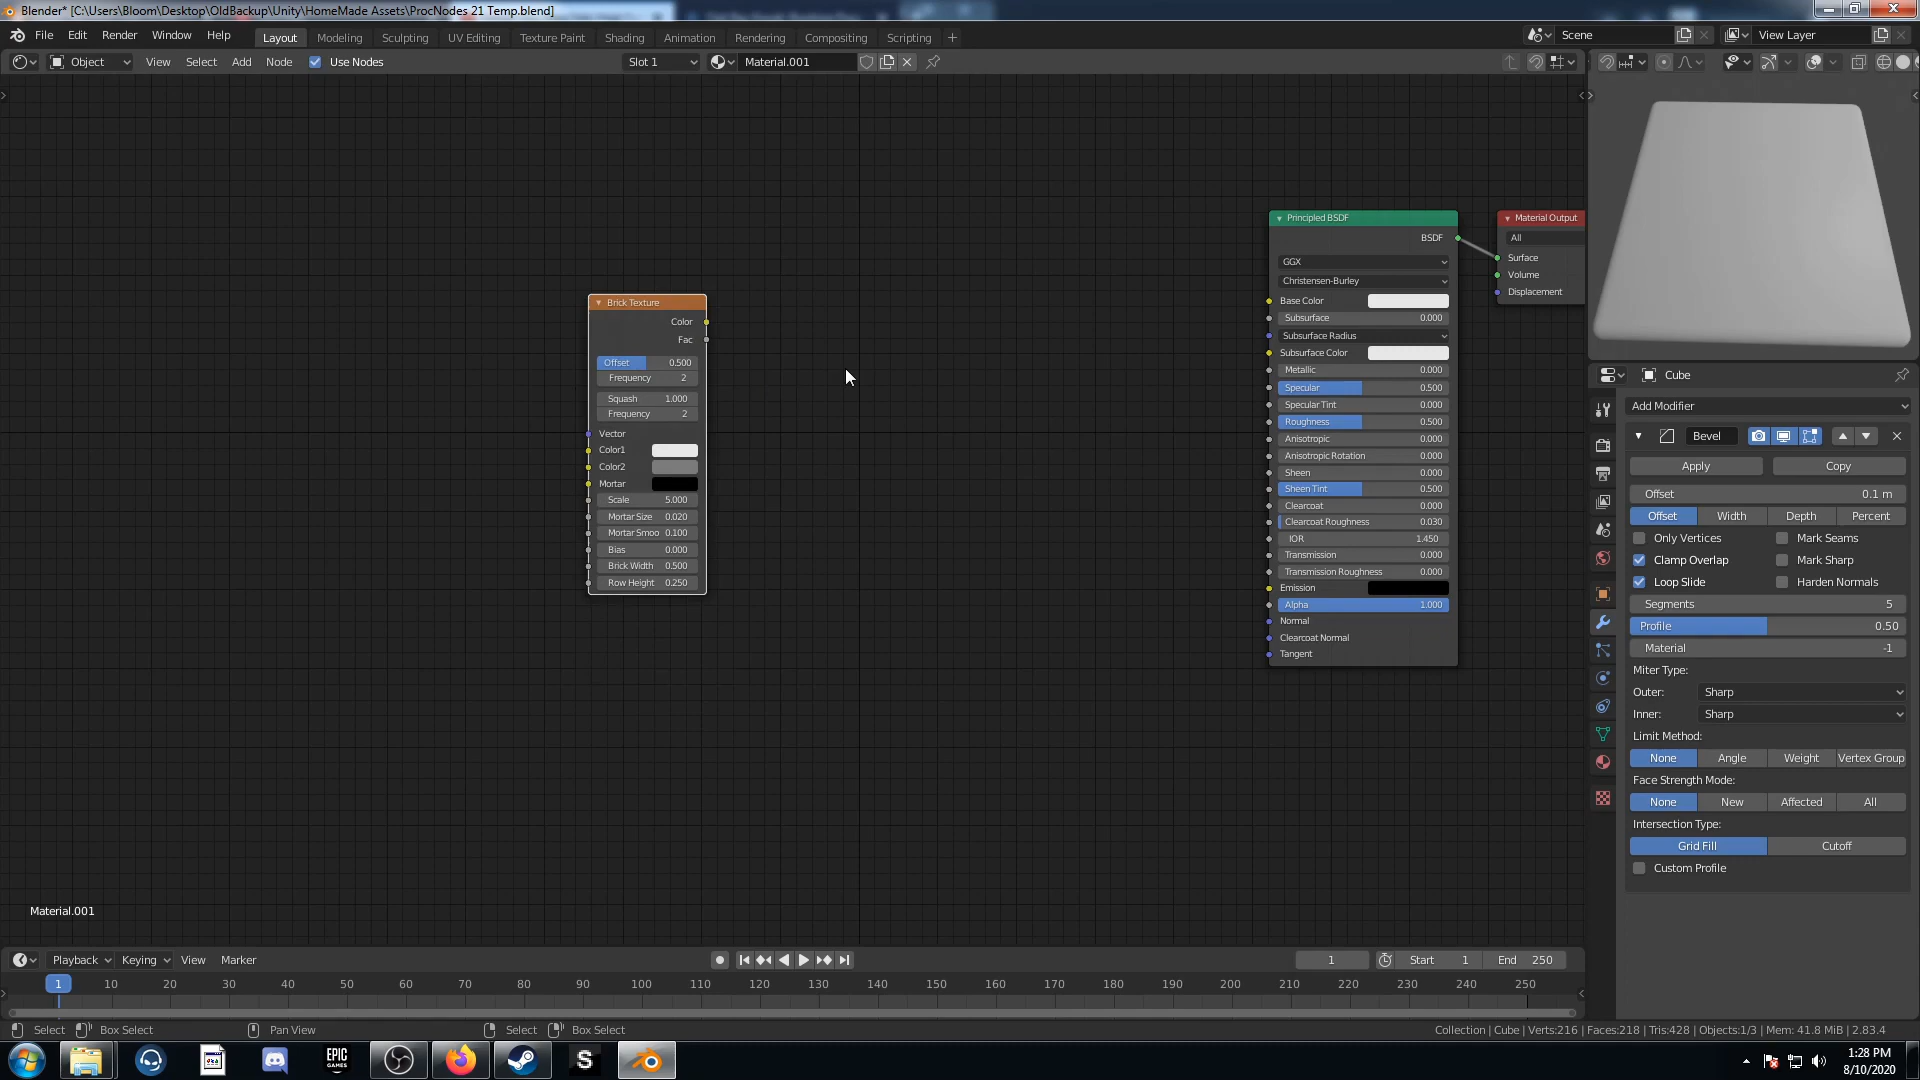 Blender* [C:\Users\Bloom\Desktop\OldBackup\Unity\HomeMade Assets\ProcNodes 21 Temp.blend]
File Edit Render Window Help Layout Modeling Sculpting UV Editing Texture Paint Shading Animation Rendering Compositing Scripting Scene View Layer
Object View Select Add Node Use Nodes Slot 1 Material.001
Brick Texture
Color
Fac
Offset 0.500
Frequency 2
Squash 1.000
Frequency 2
Vector
Color1
Color2
Mortar
Scale 5.000
Mortar Size 0.020
Mortar Smoo 0.100
Bias 0.000
Brick Width 0.500
Row Height 0.250
Principled BSDF
BSDF
GGX
Christensen-Burley
Base Color
Subsurface 0.000
Subsurface Radius
Subsurface Color
Metallic 0.000
Specular 0.500
Specular Tint 0.000
Roughness 0.500
Anisotropic 0.000
Anisotropic Rotation 0.000
Sheen 0.000
Sheen Tint 0.500
Clearcoat 0.000
Clearcoat Roughness 0.030
IOR 1.450
Transmission 0.000
Transmission Roughness 0.000
Emission
Alpha 1.000
Normal
Clearcoat Normal
Tangent
Material Output
All
Surface
Volume
Displacement
Cube
Add Modifier
Bevel
Apply Copy
Offset 0.1 m
Offset Width Depth Percent
Only Vertices Mark Seams
Clamp Overlap Mark Sharp
Loop Slide Harden Normals
Segments 5
Profile 0.50
Material -1
Miter Type:
Outer: Sharp
Inner: Sharp
Limit Method:
None Angle Weight Vertex Group
Face Strength Mode:
None New Affected All
Intersection Type:
Grid Fill Cutoff
Custom Profile
Material.001
Playback Keying View Marker 1 Start 1 End 250
1 10 20 30 40 50 60 70 80 90 100 110 120 130 140 150 160 170 180 190 200 210 220 230 240 250
Select Box Select Pan View Select Box Select Collection | Cube | Verts:216 | Faces:218 | Tris:428 | Objects:1/3 | Mem: 41.8 MiB | 2.83.4
EPIC
GAMES
S
1:28 PM
8/10/2020